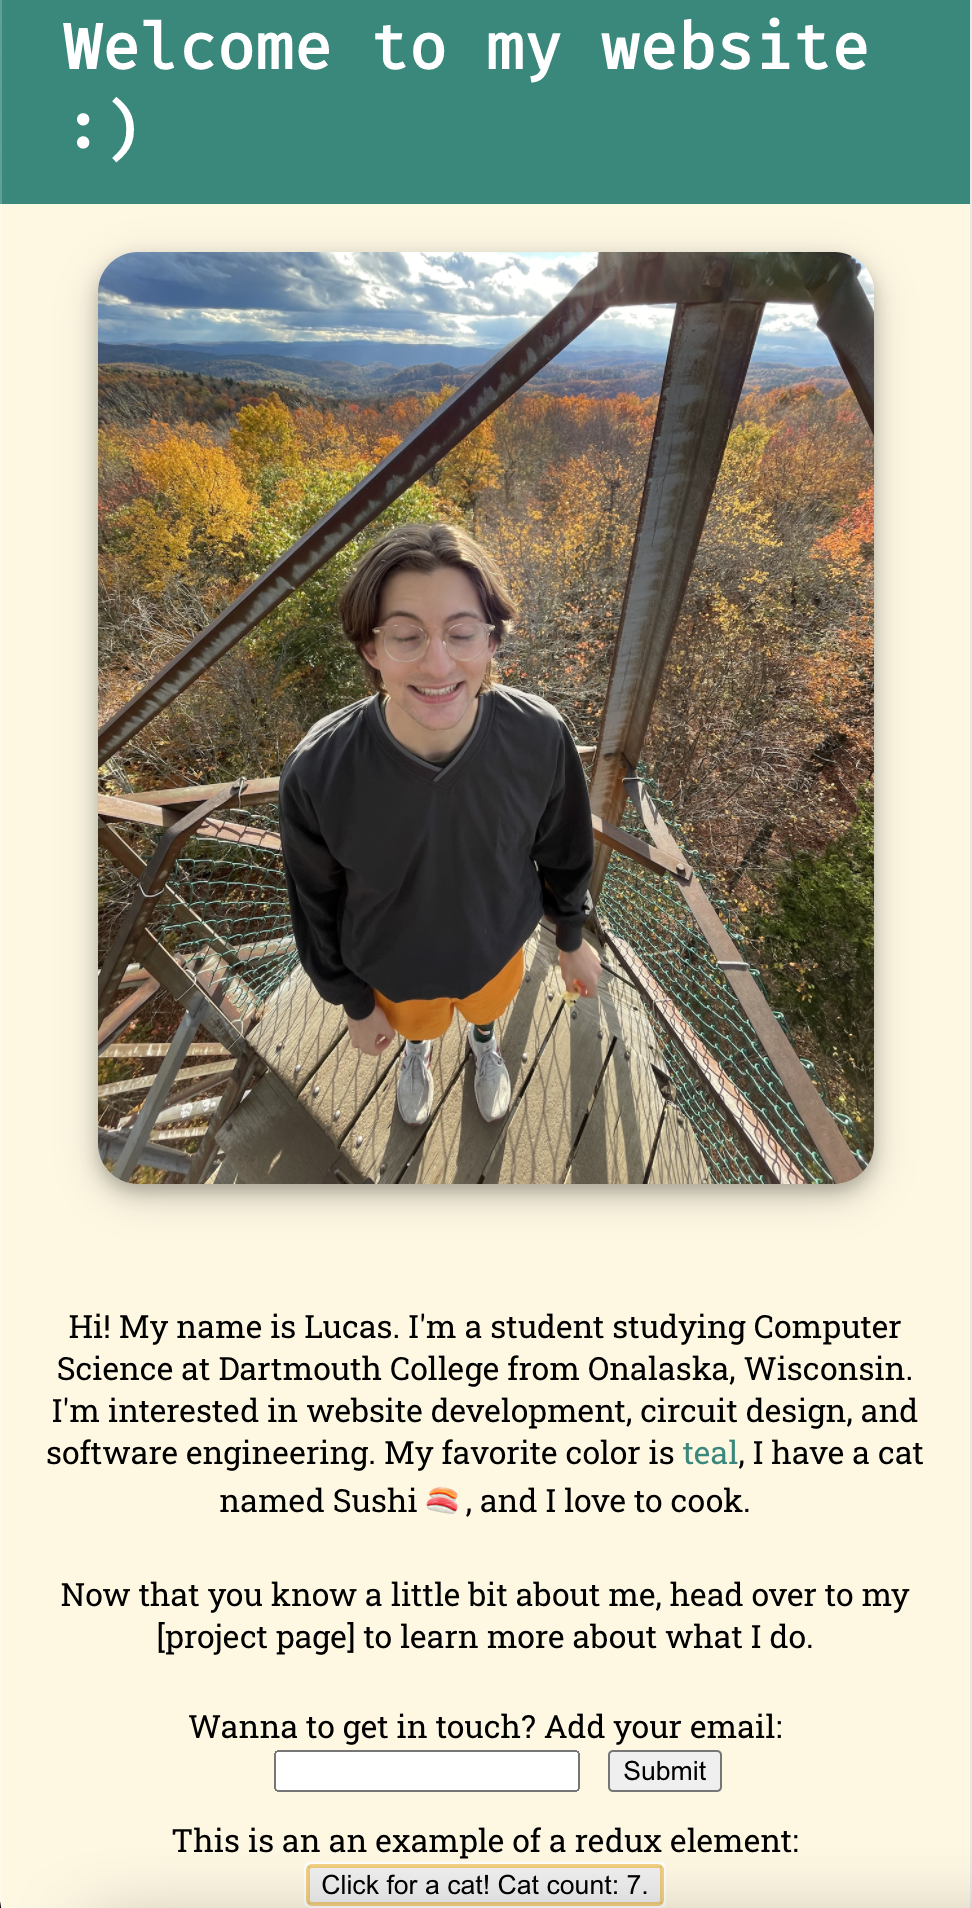 Welcome to my website
:)
Hi! My name is Lucas. I'm a student studying Computer
Science at Dartmouth College from Onalaska, Wisconsin.
I'm interested in website development, circuit design, and
software engineering. My favorite color is teal, I have a cat
named Sushi 🍣 , and I love to cook.
Now that you know a little bit about me, head over to my
[project page] to learn more about what I do.
Wanna to get in touch? Add your email:
Submit
This is an an example of a redux element:
Click for a cat! Cat count: 7.